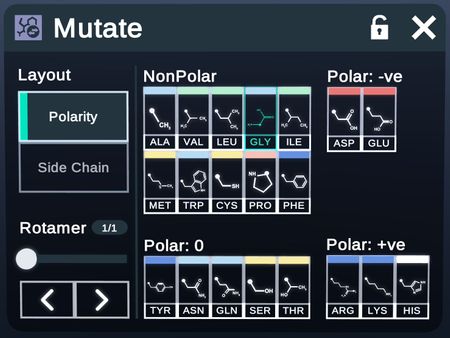 Mutate
Layout
Polarity
Side Chain
Rotamer 1/1
NonPolar
ALA VAL LEU GLY ILE
MET TRP CYS PRO PHE
Polar: -ve
ASP GLU
Polar: 0
TYR ASN GLN SER THR
Polar: +ve
ARG LYS HIS